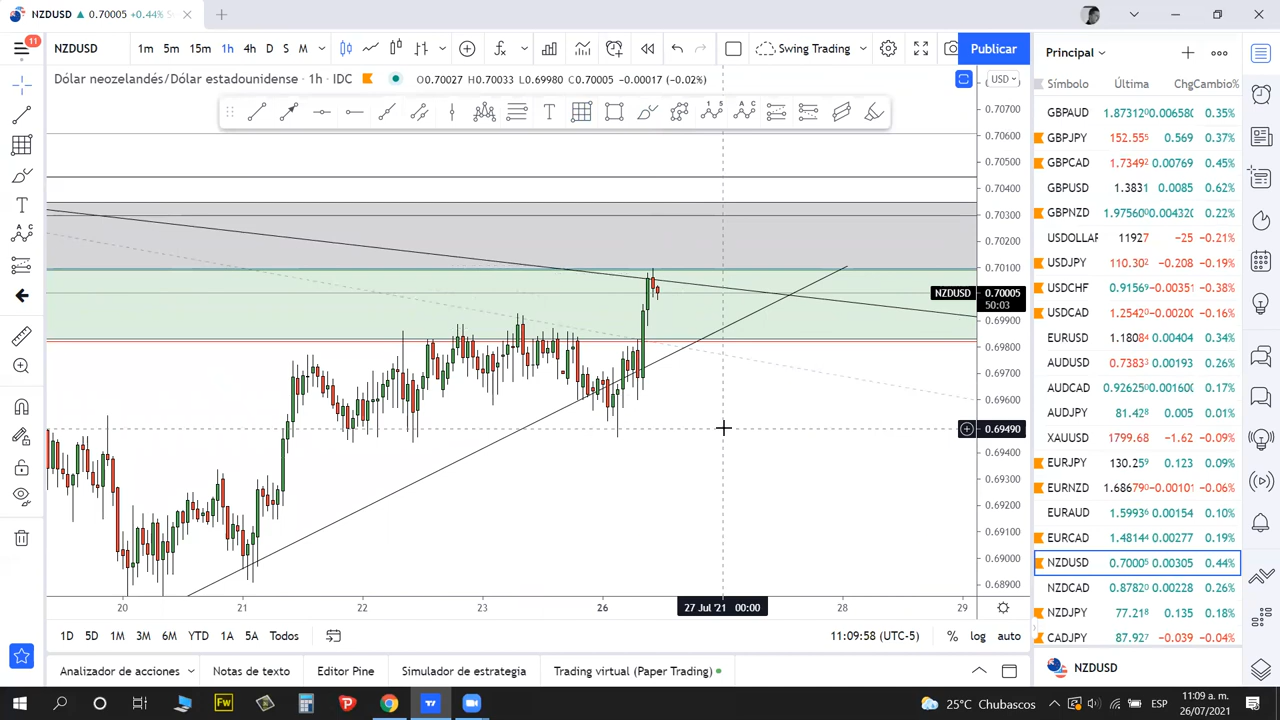 NZDUSD ▲ 0.70005 +0.44% S
11
NZDUSD
1m 5m 15m 1h 4h D S M
Swing Trading
Publicar
Dólar neozelandés/Dólar estadounidense · 1h · IDC
O0.70027 H0.70033 L0.69980 C0.70005 −0.00017 (−0.02%)
USD
0.70700
0.70600
0.70500
0.70400
0.70300
0.70200
0.70100
NZDUSD 0.70005
50:03
0.69900
0.69800
0.69700
0.69600
0.69490
0.69400
0.69300
0.69200
0.69100
0.69000
0.68900
20 21 22 23 26 27 Jul '21 00:00 28 29
1D 5D 1M 3M 6M YTD 1A 5A Todos
11:09:58 (UTC-5) % log auto
Analizador de acciones Notas de texto Editor Pine Simulador de estrategia Trading virtual (Paper Trading)
Principal
Símbolo Última Chg Cambio%
GBPAUD 1.87312 0.00658 0.35%
GBPJPY 152.555 0.569 0.37%
GBPCAD 1.73492 0.00769 0.45%
GBPUSD 1.3831 0.0085 0.62%
GBPNZD 1.97560 0.00432 0.22%
USDOLLAR 11927 −25 −0.21%
USDJPY 110.302 −0.208 −0.19%
USDCHF 0.91569 −0.00351 −0.38%
USDCAD 1.25420 −0.00200 −0.16%
EURUSD 1.18084 0.00404 0.34%
AUDUSD 0.73833 0.00193 0.26%
AUDCAD 0.92625 0.00160 0.17%
AUDJPY 81.428 0.005 0.01%
XAUUSD 1799.68 −1.62 −0.09%
EURJPY 130.259 0.123 0.09%
EURNZD 1.68679 −0.00101 −0.06%
EURAUD 1.59936 0.00154 0.10%
EURCAD 1.48144 0.00277 0.19%
NZDUSD 0.70005 0.00305 0.44%
NZDCAD 0.87820 0.00228 0.26%
NZDJPY 77.218 0.135 0.18%
CADJPY 87.927 −0.039 −0.04%
NZDUSD
Fw
25°C Chubascos
ESP
11:09 a. m.
26/07/2021